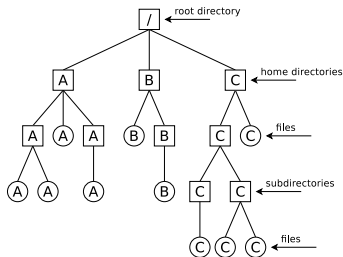 / root directory
A B C home directories
A A A B B C C files
A A A B C C subdirectories
C C C files